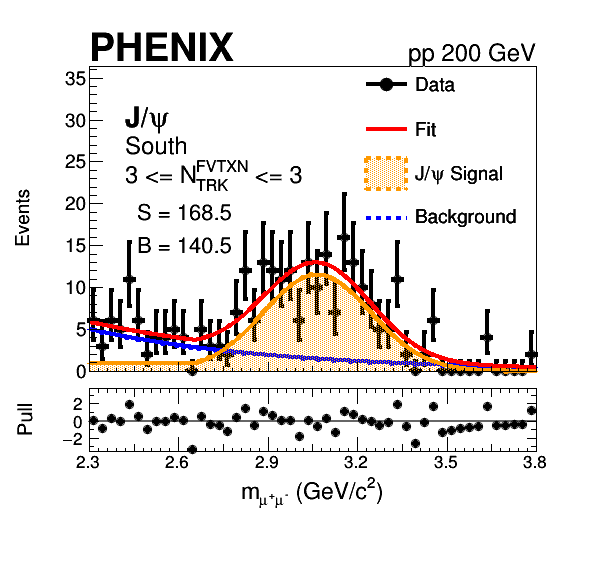 PHENIX pp 200 GeV
35
30
25
20
15
10
5
0
Events
J/ψ
South
3 <= N_TRK^FVTXN <= 3
S = 168.5
B = 140.5
Data
Fit
J/ψ Signal
Background
2
0
−2
Pull
2.3 2.6 2.9 3.2 3.5 3.8
m_μ⁺μ⁻ (GeV/c²)